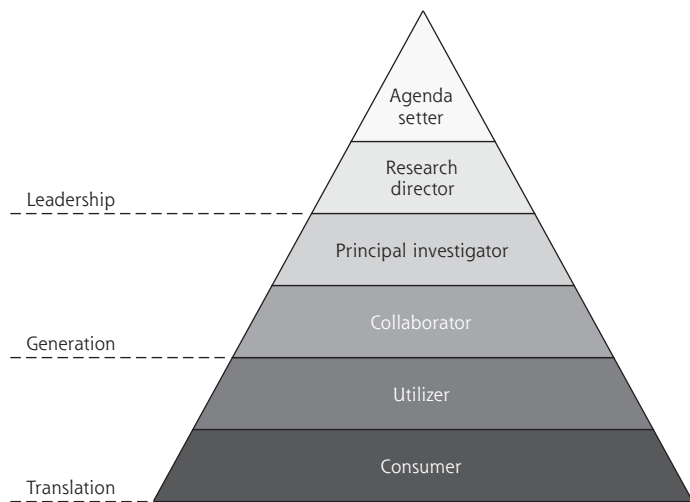 Agenda
setter
Research
director
Leadership
Principal investigator
Collaborator
Generation
Utilizer
Consumer
Translation